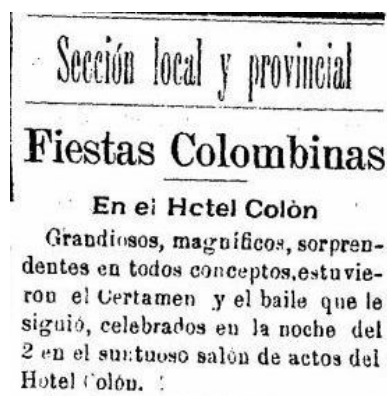 Sección local y provincial
Fiestas Colombinas
En el Hotel Colòn
Grandiosos, magníficos, sorpren-
dentes en todos conceptos,estuvie-
ron el Certamen y el baile que le
siguió, celebrados en la noche del
2 en el suntuoso salón de actos del
Hotel Colón.